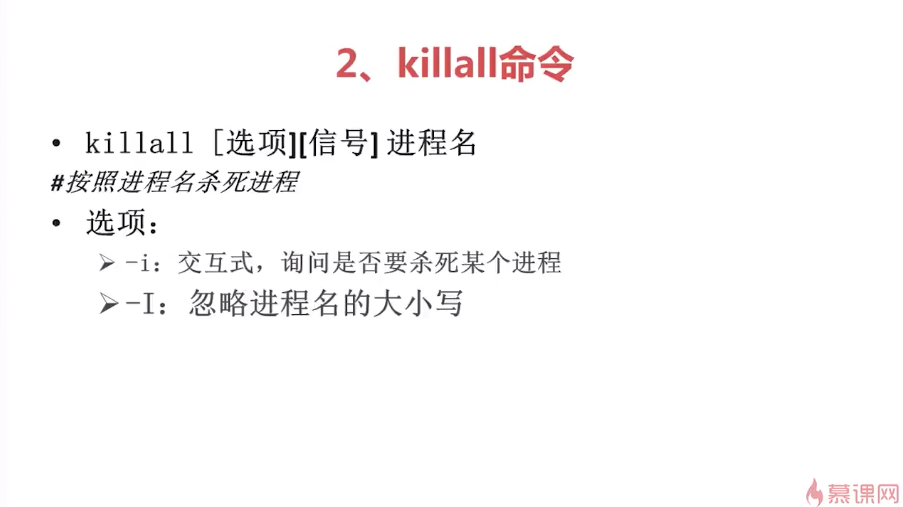 2、killall命令
• killall [选项][信号] 进程名
#按照进程名杀死进程
• 选项：
➢ -i：交互式，询问是否要杀死某个进程
➢ -I：忽略进程名的大小写
慕课网